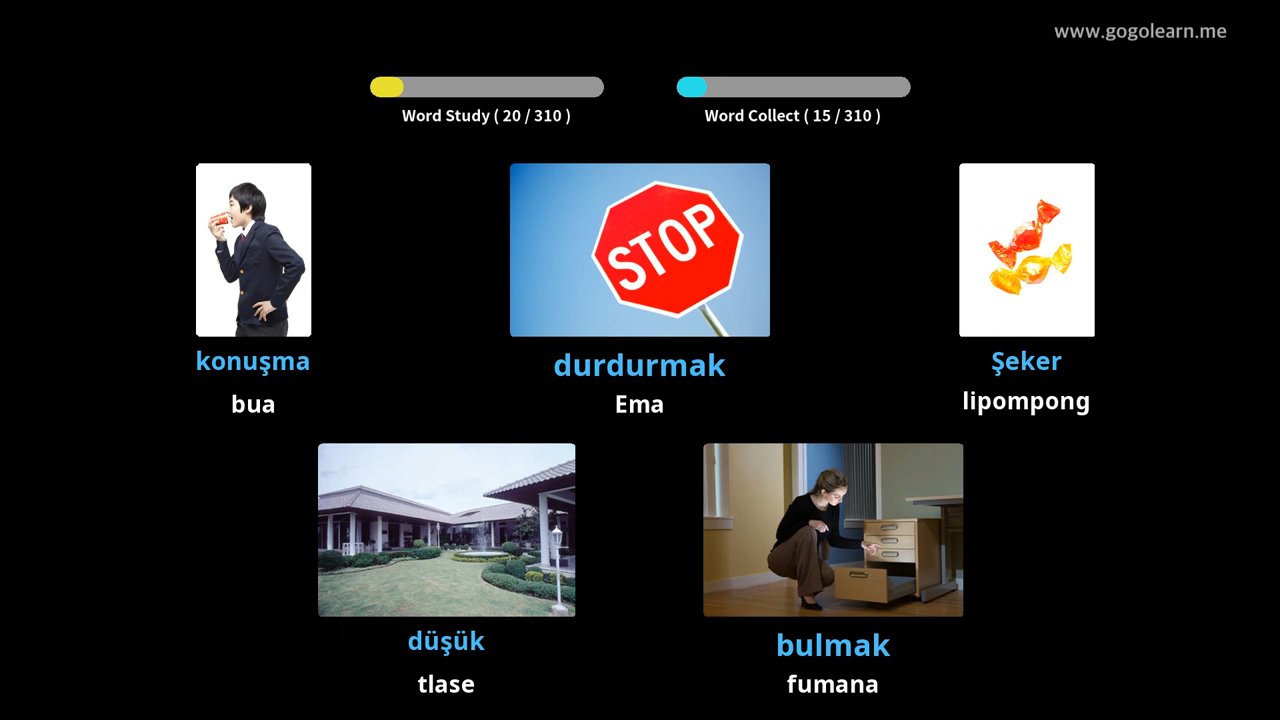 www.gogolearn.me
Word Study ( 20 / 310 )
Word Collect ( 15 / 310 )
STOP
konuşma
durdurmak
Şeker
bua
Ema
lipompong
düşük
bulmak
tlase
fumana